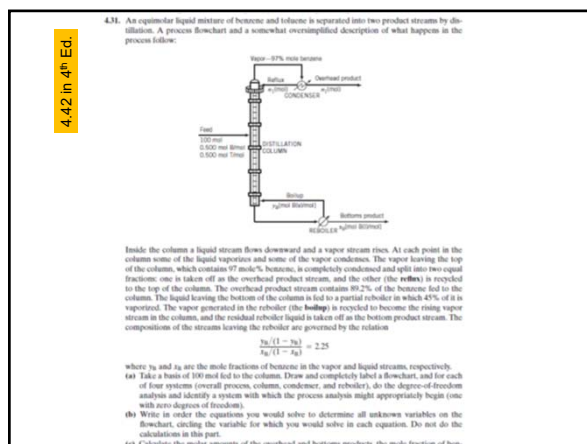 4.42 in 4th Ed.
4.31. An equimolar liquid mixture of benzene and toluene is separated into two product streams by dis-
tillation. A process flowchart and a somewhat oversimplified description of what happens in the
process follow:
Vapor—97% mole benzene
Reflux
Overhead product
CONDENSER
Feed
100 mol
0.500 mol B/mol
0.500 mol T/mol
DISTILLATION
COLUMN
Boilup
Bottoms product
REBOILER
Inside the column a liquid stream flows downward and a vapor stream rises. At each point in the
column some of the liquid vaporizes and some of the vapor condenses. The vapor leaving the top
of the column, which contains 97 mole% benzene, is completely condensed and split into two equal
fractions: one is taken off as the overhead product stream, and the other (the reflux) is recycled
to the top of the column. The overhead product stream contains 89.2% of the benzene fed to the
column. The liquid leaving the bottom of the column is fed to a partial reboiler in which 45% of it is
vaporized. The vapor generated in the reboiler (the boilup) is recycled to become the rising vapor
stream in the column, and the residual reboiler liquid is taken off as the bottom product stream. The
compositions of the streams leaving the reboiler are governed by the relation
yB/(1 − yB)
xB/(1 − xB) = 2.25
where yB and xB are the mole fractions of benzene in the vapor and liquid streams, respectively.
(a) Take a basis of 100 mol fed to the column. Draw and completely label a flowchart, and for each
of four systems (overall process, column, condenser, and reboiler), do the degree-of-freedom
analysis and identify a system with which the process analysis might appropriately begin (one
with zero degrees of freedom).
(b) Write in order the equations you would solve to determine all unknown variables on the
flowchart, circling the variable for which you would solve in each equation. Do not do the
calculations in this part.